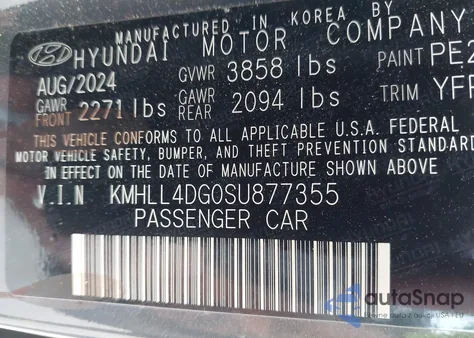 MANUFACTURED IN KOREA BY
HYUNDAI MOTOR COMPANY
AUG/2024 GVWR 3858 lbs PAINT PE2
GAWR FRONT 2271 lbs GAWR REAR 2094 lbs TRIM YFR
THIS VEHICLE CONFORMS TO ALL APPLICABLE U.S.A. FEDERAL
MOTOR VEHICLE SAFETY, BUMPER, AND THEFT PREVENTION STANDARD
IN EFFECT ON THE DATE OF MANUFACTURE SHOWN ABOVE
V.I.N KMHLL4DG0SU877355
PASSENGER CAR
autoSnap